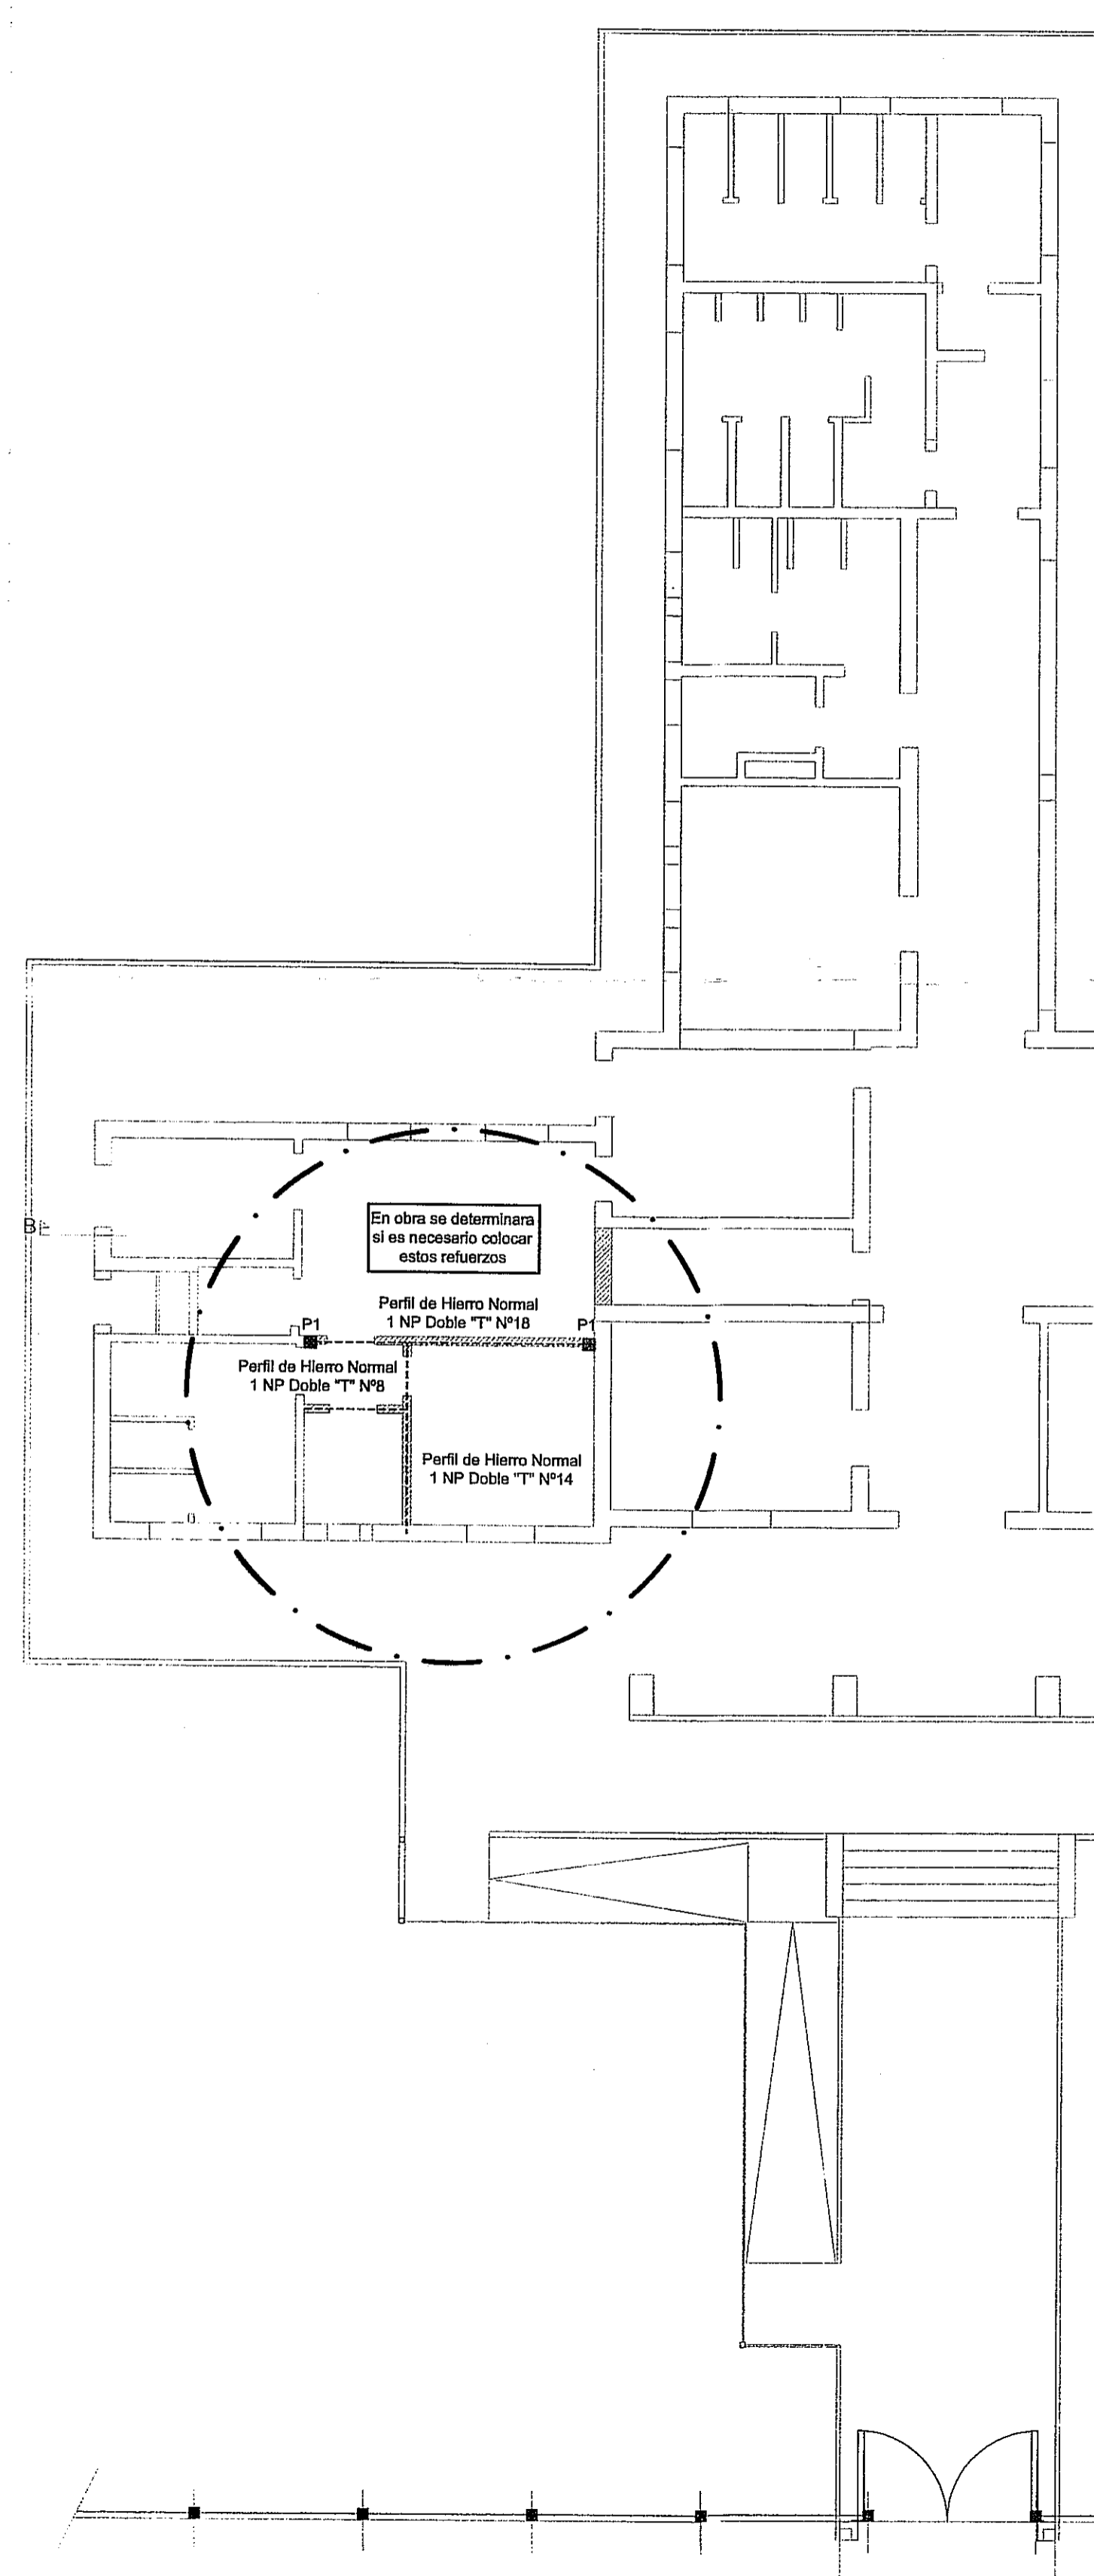 En obra se determinara
si es necesario colocar
estos refuerzos
Perfil de Hierro Normal
1 NP Doble "T" Nº18
P1
P1
Perfil de Hierro Normal
1 NP Doble "T" Nº8
Perfil de Hierro Normal
1 NP Doble "T" Nº14
B